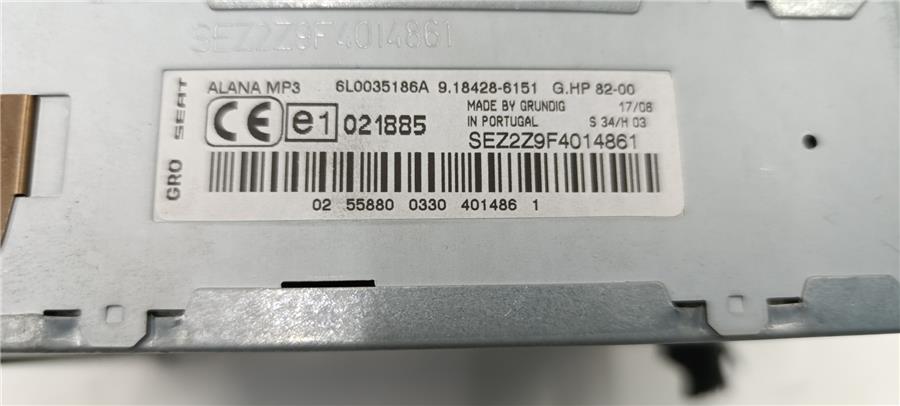 SEZ2Z9F4014861
GRO SEAT
ALANA MP3 6L0035186A 9.18428-6151 G.HP 82-00
MADE BY GRUNDIG 17/08
IN PORTUGAL S 34/H 03
CE e1 021885
SEZ2Z9F4014861
02 55880 0330 401486 1